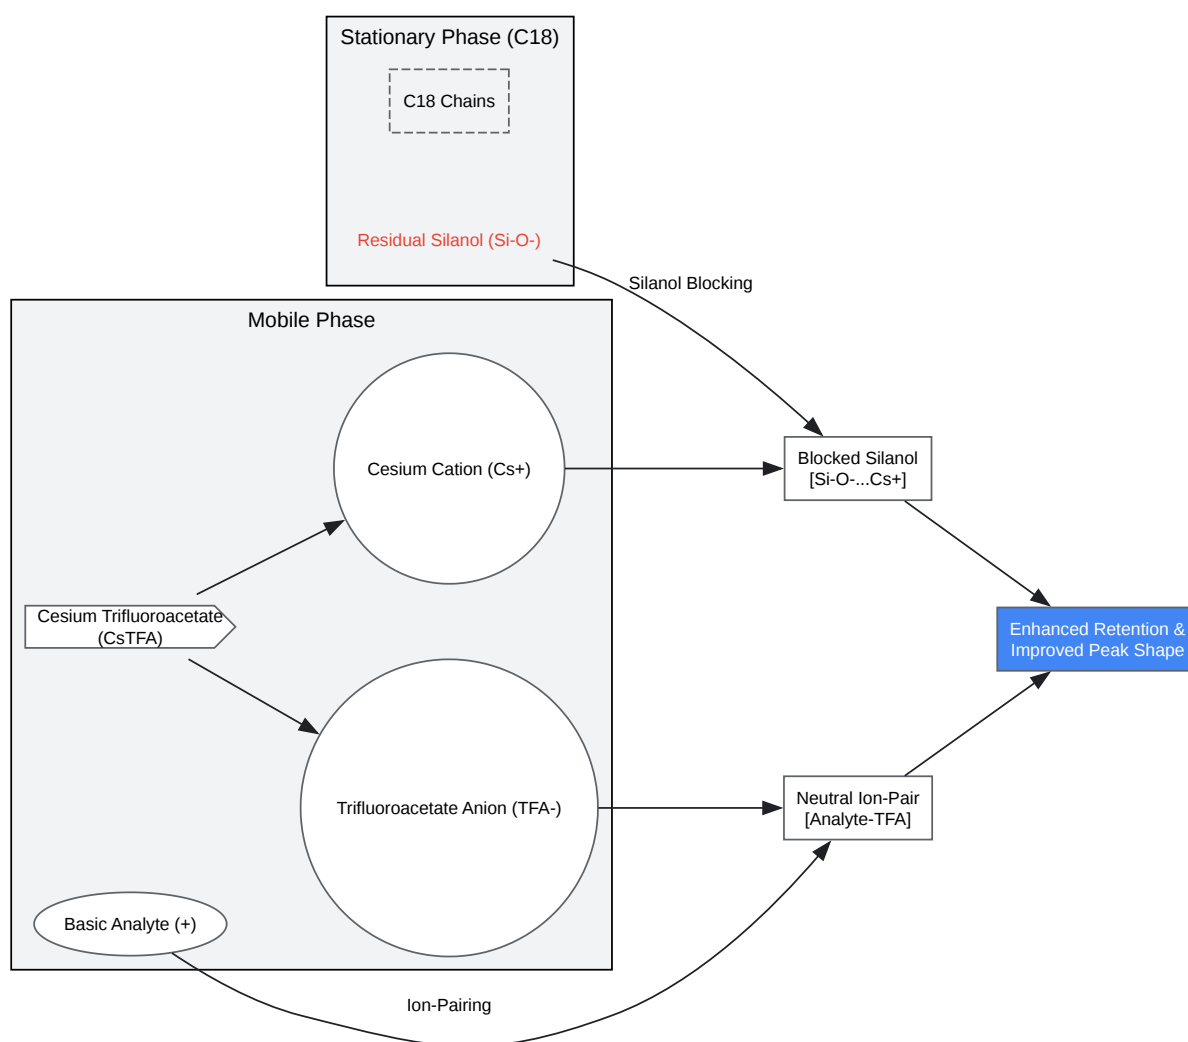 Stationary Phase (C18)
C18 Chains
Residual Silanol (Si-O-)
Silanol Blocking
Mobile Phase
Cesium Cation (Cs+)
Blocked Silanol
[Si-O-...Cs+]
Cesium Trifluoroacetate
(CsTFA)
Enhanced Retention &
Improved Peak Shape
Trifluoroacetate Anion (TFA-)
Neutral Ion-Pair
[Analyte-TFA]
Basic Analyte (+)
Ion-Pairing